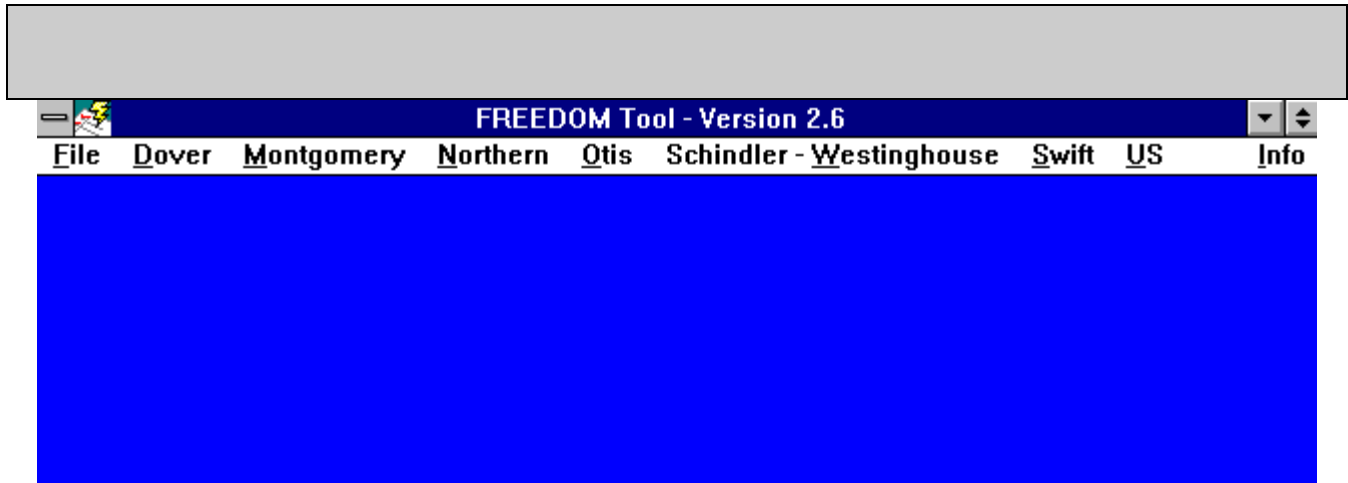 FREEDOM Tool - Version 2.6
File Dover Montgomery Northern Otis Schindler - Westinghouse Swift US Info